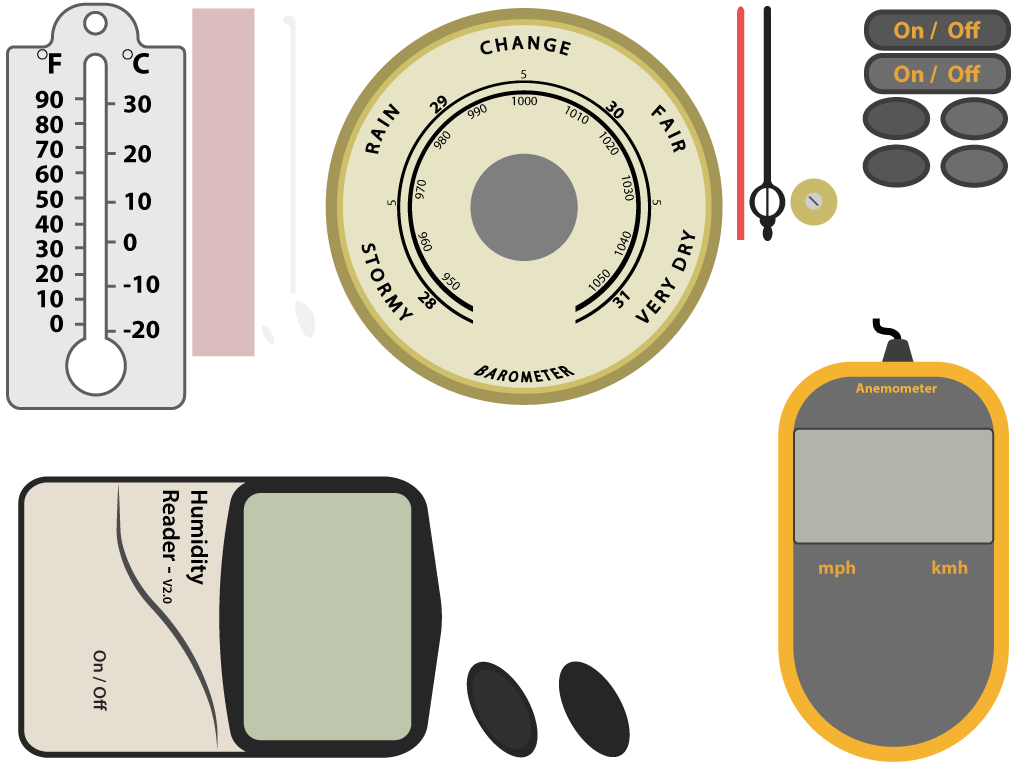 °F
°C
90
80
70
60
50
40
30
20
10
0
30
20
10
0
-10
-20
CHANGE
RAIN
FAIR
STORMY
VERY DRY
BAROMETER
28
5
29
5
30
5
31
950
960
970
980
990
1000
1010
1020
1030
1040
1050
On / Off
On / Off
Anemometer
mph
kmh
Humidity
Reader - V2.0
On / Off